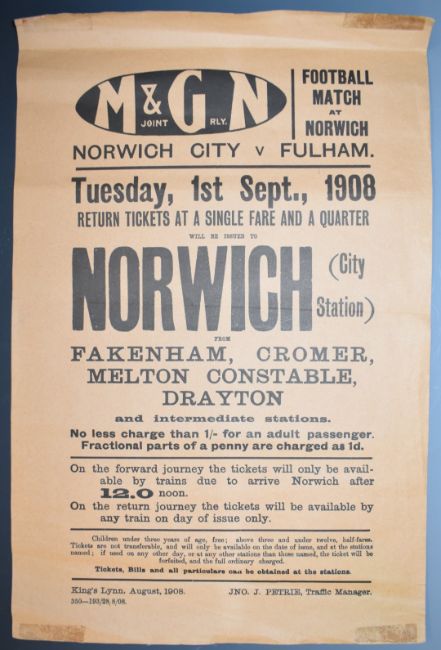 M & G N
JOINT RLY.
FOOTBALL
MATCH
AT
NORWICH
NORWICH CITY v FULHAM.
Tuesday, 1st Sept., 1908
RETURN TICKETS AT A SINGLE FARE AND A QUARTER
WILL BE ISSUED TO
NORWICH (City
Station)
FROM
FAKENHAM, CROMER,
MELTON CONSTABLE,
DRAYTON
and intermediate stations.
No less charge than 1/- for an adult passenger.
Fractional parts of a penny are charged as 1d.
On the forward journey the tickets will only be avail-
able by trains due to arrive Norwich after
12.0 noon.
On the return journey the tickets will be available by
any train on day of issue only.
Children under three years of age, free; above three and under twelve, half-fares.
Tickets are not transferable, and will only be available on the date of issue, and at the stations
named; if used on any other day, or at any other stations than those named, the ticket will be
forfeited, and the full ordinary charged.
Tickets, Bills and all particulars can be obtained at the stations.
King's Lynn, August, 1908. JNO. J. PETRIE, Traffic Manager.
550—193/28, 8/08.